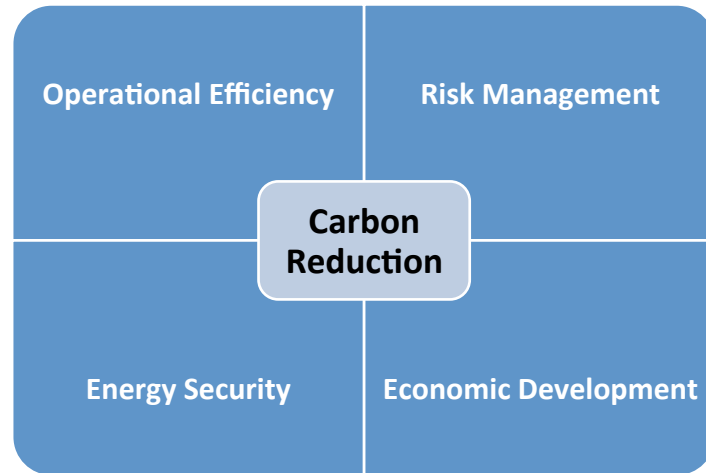 Operational Efficiency
Risk Management
Carbon
Reduction
Energy Security
Economic Development